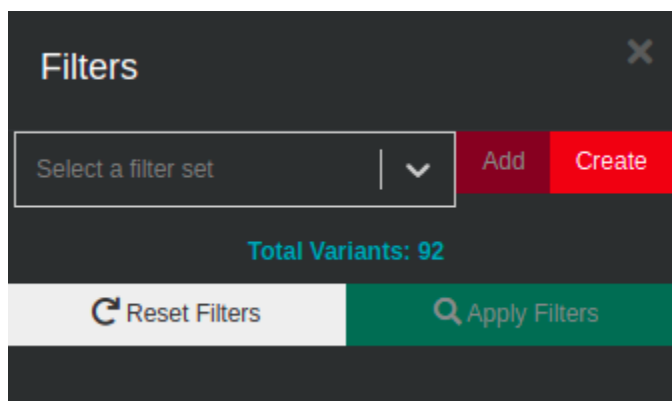 Filters
Select a filter set Add Create
Total Variants: 92
Reset Filters Apply Filters